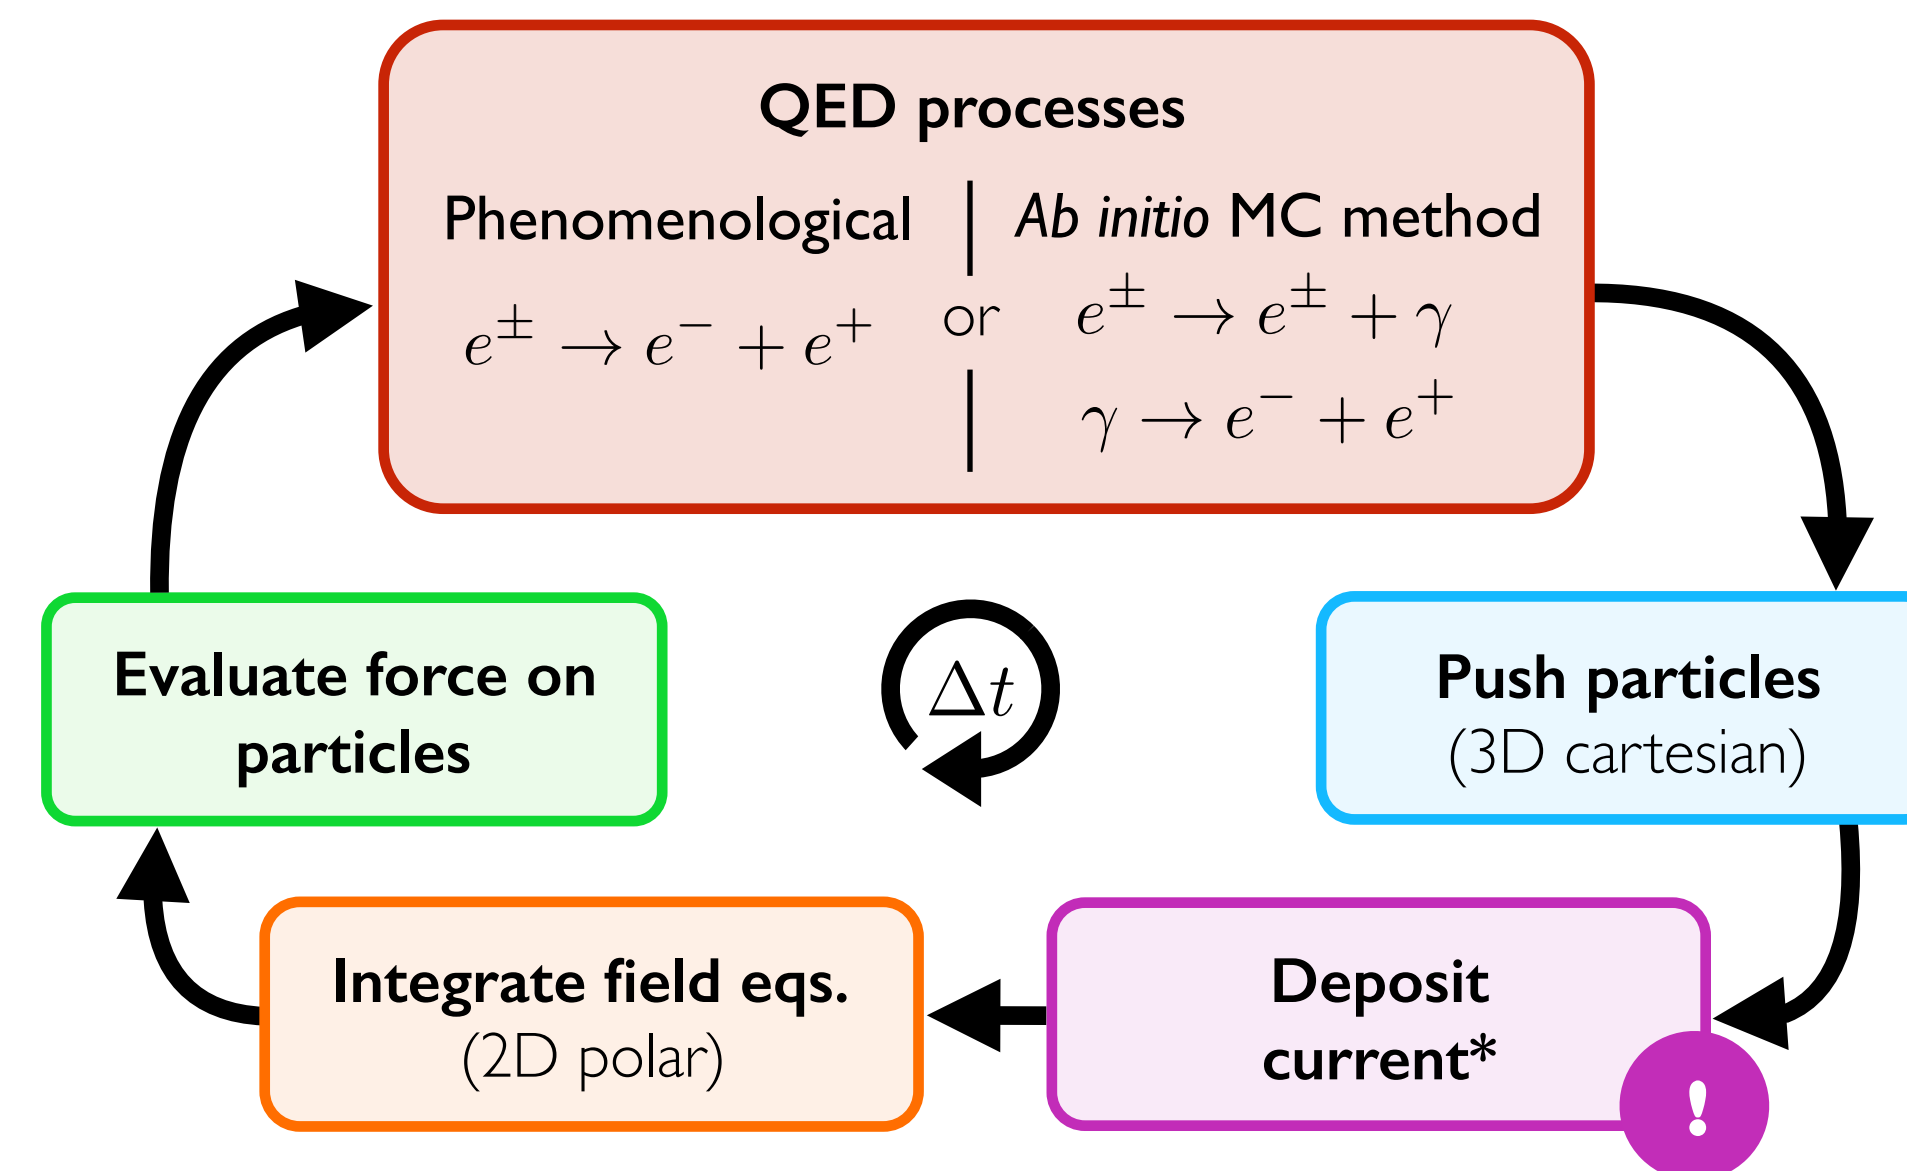 QED processes
Phenomenological | Ab initio MC method
e^± → e^- + e^+ or e^± → e^± + γ
γ → e^- + e^+
Evaluate force on
particles
Δt
Push particles
(3D cartesian)
Integrate field eqs.
(2D polar)
Deposit
current*
!